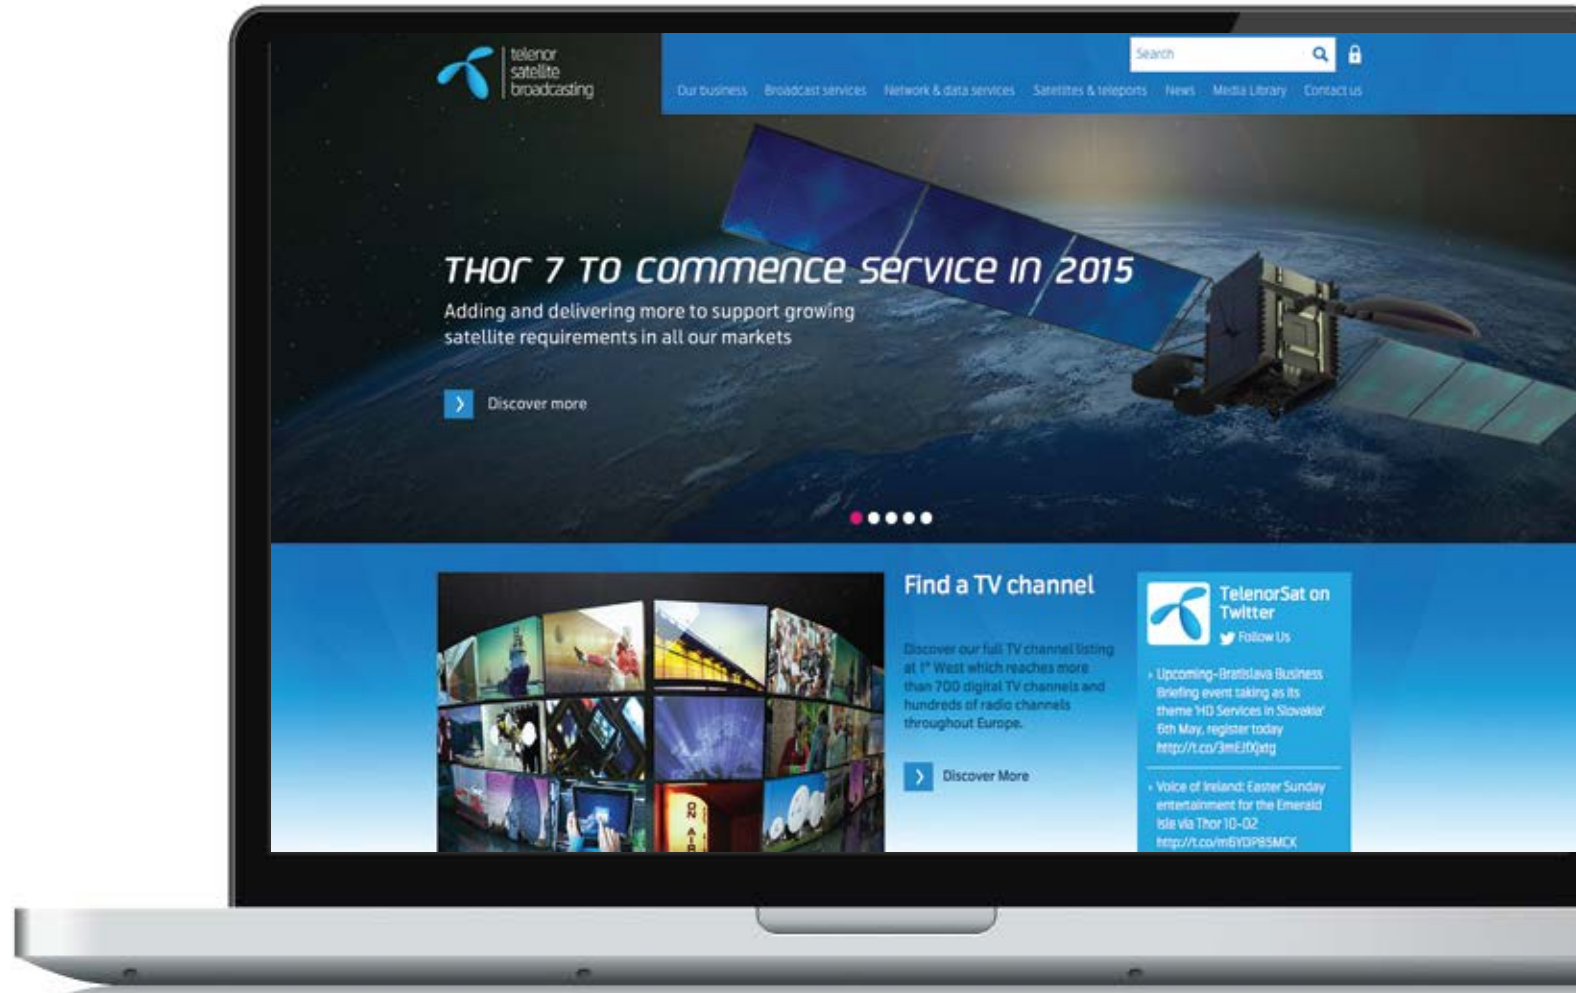 telenor
satellite
broadcasting
Search
Our business Broadcast services Network & data services Satellites & teleports News Media Library Contact us
THOR 7 TO COMMENCE SERVICE IN 2015
Adding and delivering more to support growing
satellite requirements in all our markets
Discover more
Find a TV channel
Discover our full TV channel listing
at 1° West which reaches more
than 700 digital TV channels and
hundreds of radio channels
throughout Europe.
Discover More
ON AIR
TelenorSat on
Twitter
Follow Us
Upcoming-Bratislava Business
Briefing event taking as its
theme 'HD Services in Slovakia'
6th May, register today
Voice of Ireland: Easter Sunday
entertainment for the Emerald
Isle via Thor 10-02
http://t.co/m6YDP85MCK